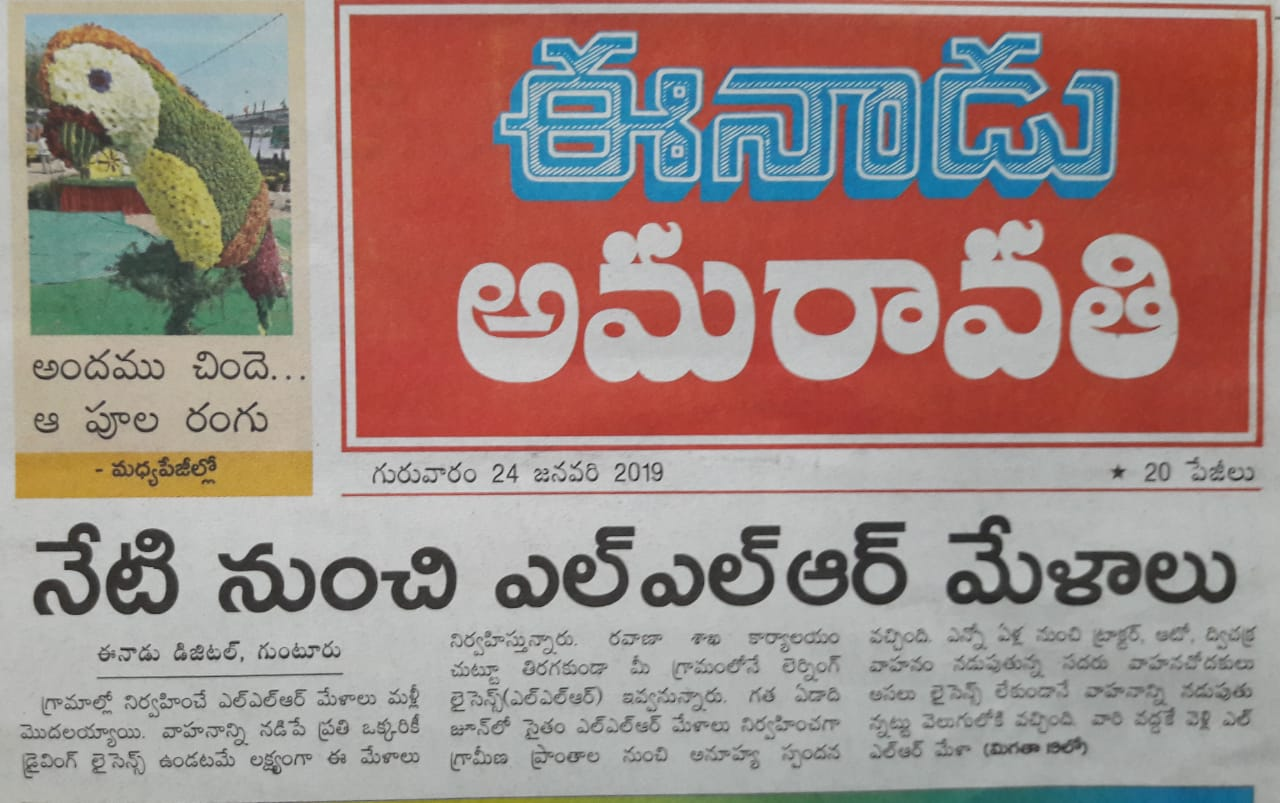 ఈనాడు
అమరావతి
అందము చిందె...
ఆ పూల రంగు
- మధ్యపేజీల్లో
గురువారం 24 జనవరి 2019
★ 20 పేజీలు
నేటి నుంచి ఎల్ఎల్ఆర్ మేళాలు
ఈనాడు డిజిటల్, గుంటూరు
గ్రామాల్లో నిర్వహించే ఎల్ఎల్ఆర్ మేళాలు మళ్లీ
మొదలయ్యాయి. వాహనాన్ని నడిపే ప్రతి ఒక్కరికీ
డ్రైవింగ్ లైసెన్స్ ఉండటమే లక్ష్యంగా ఈ మేళాలు
నిర్వహిస్తున్నారు. రవాణా శాఖ కార్యాలయం
చుట్టూ తిరగకుండా మీ గ్రామంలోనే లెర్నింగ్
లైసెన్స్(ఎల్ఎల్ఆర్) ఇవ్వనున్నారు. గత ఏడాది
జూన్‌లో సైతం ఎల్ఎల్ఆర్ మేళాలు నిర్వహించగా
గ్రామీణ ప్రాంతాల నుంచి అనూహ్య స్పందన
వచ్చింది. ఎన్నో ఏళ్ల నుంచి ట్రాక్టర్, ఆటో, ద్విచక్ర
వాహనం నడుపుతున్న సదరు వాహనచోదకులు
అసలు లైసెన్స్ లేకుండానే వాహనాన్ని నడుపుతు
న్నట్టు వెలుగులోకి వచ్చింది. వారి వద్దకే వెళ్లి ఎల్
ఎల్ఆర్ మేళా (మిగతా